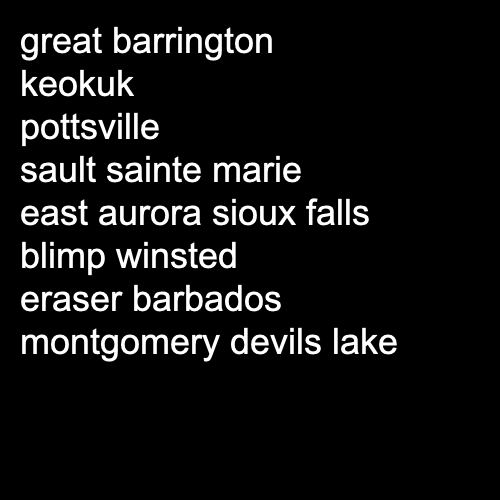 great barrington
keokuk
pottsville
sault sainte marie
east aurora sioux falls
blimp winsted
eraser barbados
montgomery devils lake